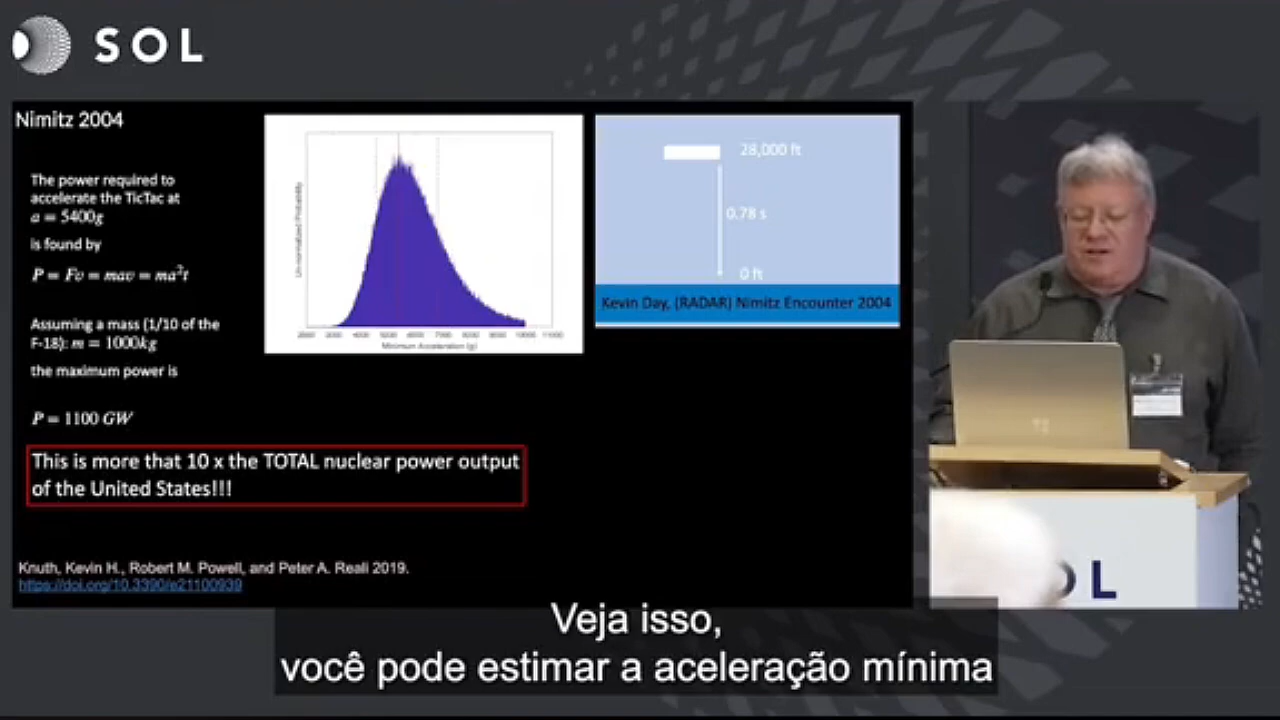 SOL
Nimitz 2004
The power required to
accelerate the TicTac at
a = 5400g
is found by
P = Fv = mav = ma²t
Assuming a mass (1/10 of the
F-18): m = 1000kg
the maximum power is
P = 1100 GW
This is more that 10 x the TOTAL nuclear power output
of the United States!!!
Un-normalized Probability
Minimum Acceleration (g)
28,000 ft
0.78 s
0 ft
Kevin Day, (RADAR) Nimitz Encounter 2004
Knuth, Kevin H., Robert M. Powell, and Peter A. Reali 2019.
https://doi.org/10.3390/e21100939
L
Veja isso,
você pode estimar a aceleração mínima